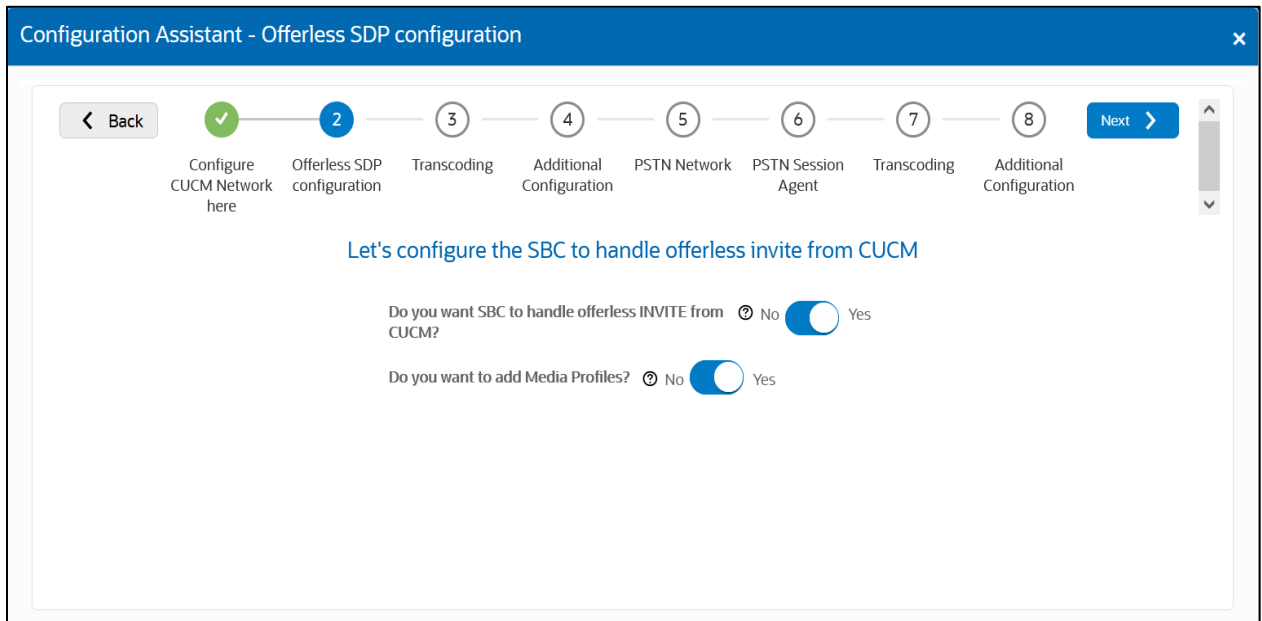 Configuration Assistant - Offerless SDP configuration
Back
2
3
4
5
6
7
8
Next
Configure
CUCM Network
here
Offerless SDP
configuration
Transcoding
Additional
Configuration
PSTN Network
PSTN Session
Agent
Transcoding
Additional
Configuration
Let's configure the SBC to handle offerless invite from CUCM
Do you want SBC to handle offerless INVITE from
CUCM?
? No Yes
Do you want to add Media Profiles? ? No Yes